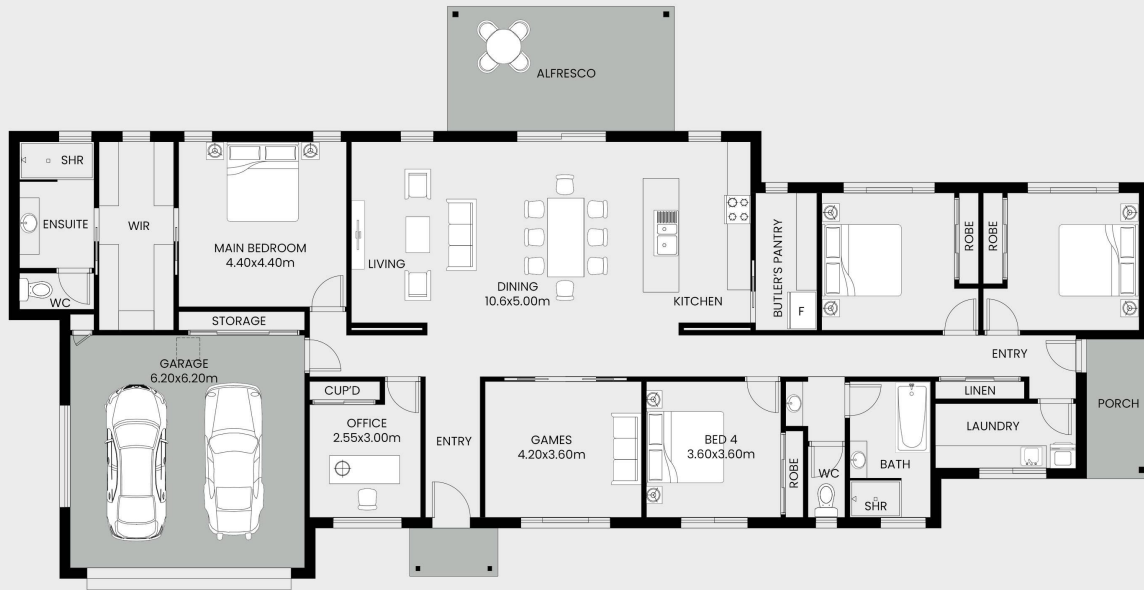 ALFRESCO
SHR
ENSUITE
WIR
MAIN BEDROOM
4.40x4.40m
WC
STORAGE
LIVING
DINING
10.6x5.00m
KITCHEN
BUTLER'S PANTRY
F
ROBE
ROBE
GARAGE
6.20x6.20m
ENTRY
CUP'D
OFFICE
2.55x3.00m
ENTRY
GAMES
4.20x3.60m
BED 4
3.60x3.60m
ROBE
WC
BATH
SHR
LINEN
LAUNDRY
PORCH